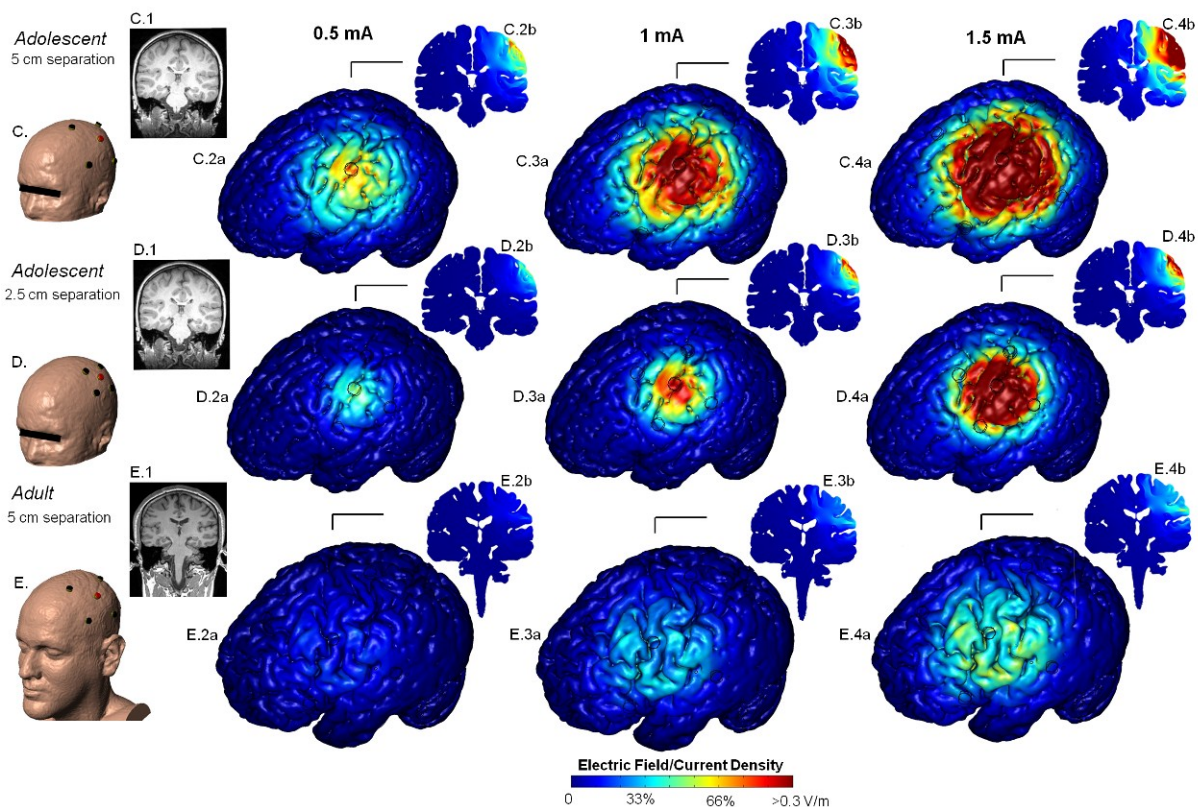 C.1
Adolescent
5 cm separation
0.5 mA
C.2b
1 mA
C.3b
1.5 mA
C.4b
C.
C.2a
C.3a
C.4a
D.1
Adolescent
2.5 cm separation
D.2b
D.3b
D.4b
D.
D.2a
D.3a
D.4a
E.1
Adult
5 cm separation
E.2b
E.3b
E.4b
E.
E.2a
E.3a
E.4a
Electric Field/Current Density
0 33% 66% >0.3 V/m